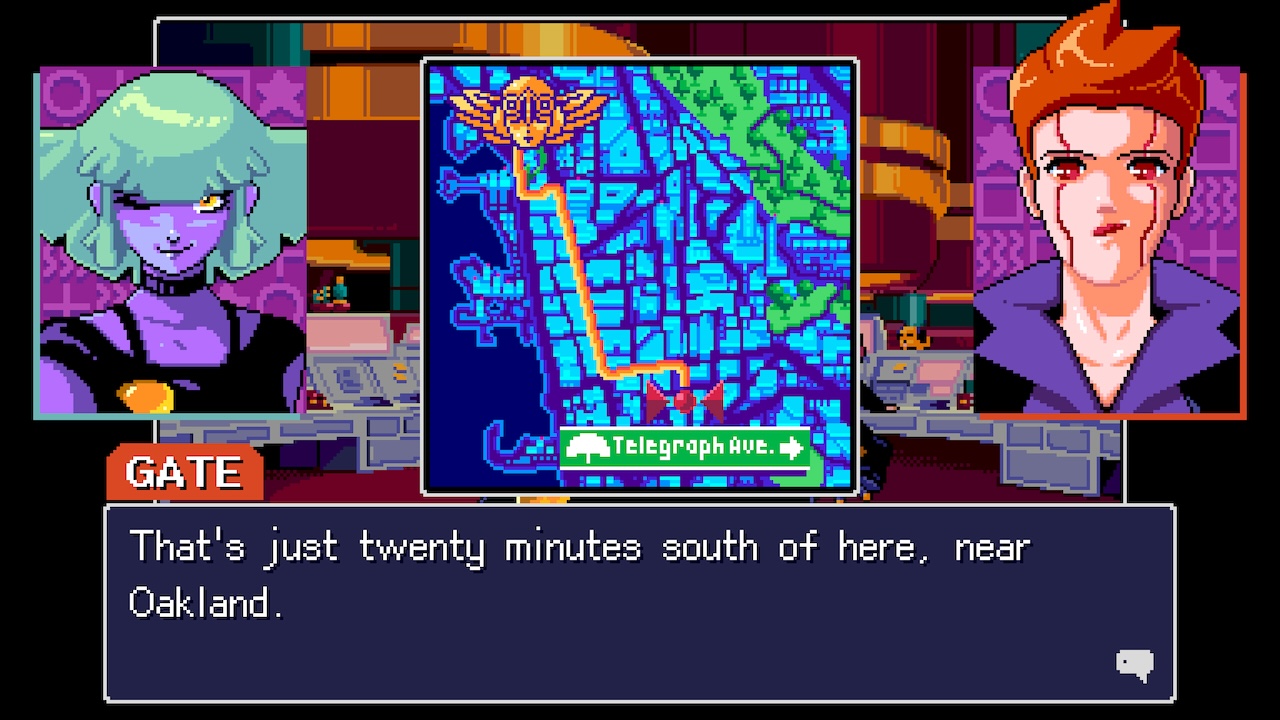 Telegraph Ave.
GATE
That's just twenty minutes south of here, near
Oakland.